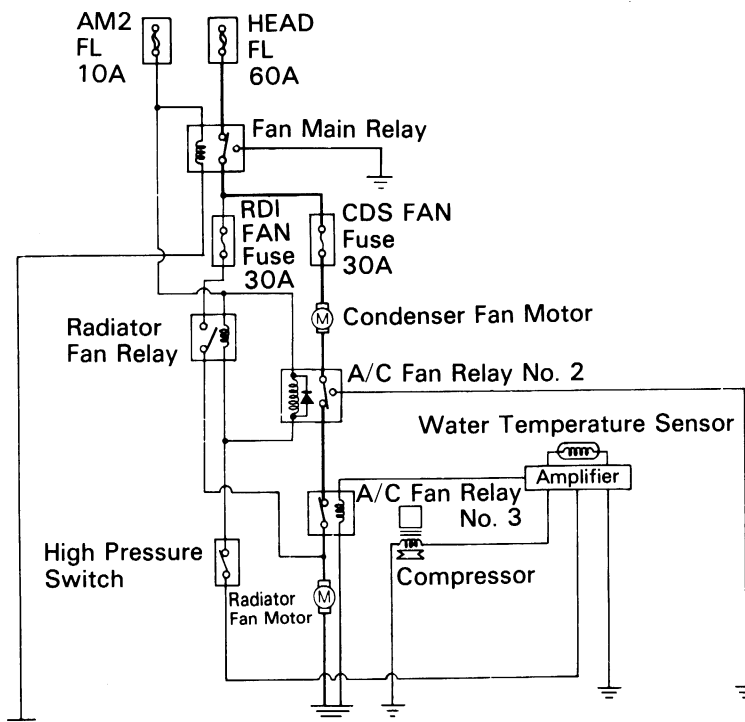 AM2
FL
10A
HEAD
FL
60A
Fan Main Relay
RDI
FAN
Fuse
30A
CDS FAN
Fuse
30A
M
Condenser Fan Motor
Radiator
Fan Relay
A/C Fan Relay No. 2
Water Temperature Sensor
Amplifier
A/C Fan Relay
No. 3
High Pressure
Switch
Compressor
Radiator
Fan Motor
M